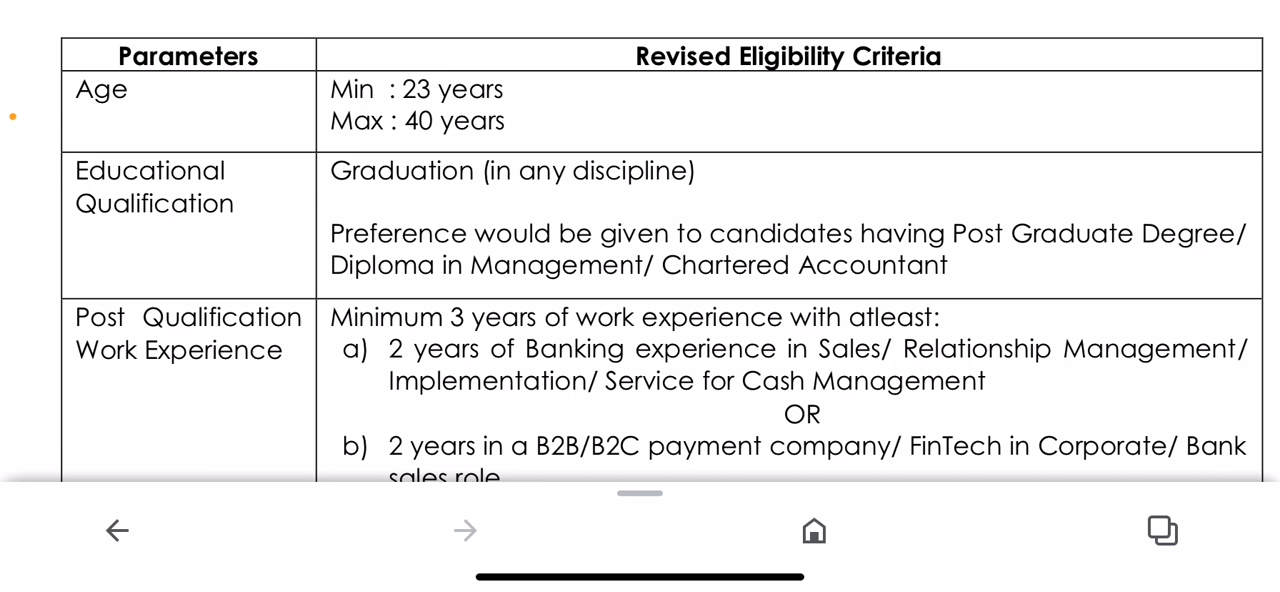 Parameters
Revised Eligibility Criteria
Age
Min : 23 years
Max : 40 years
Educational
Qualification
Graduation (in any discipline)
Preference would be given to candidates having Post Graduate Degree/
Diploma in Management/ Chartered Accountant
Post Qualification
Work Experience
Minimum 3 years of work experience with atleast:
a) 2 years of Banking experience in Sales/ Relationship Management/
Implementation/ Service for Cash Management
OR
b) 2 years in a B2B/B2C payment company/ FinTech in Corporate/ Bank
sales role